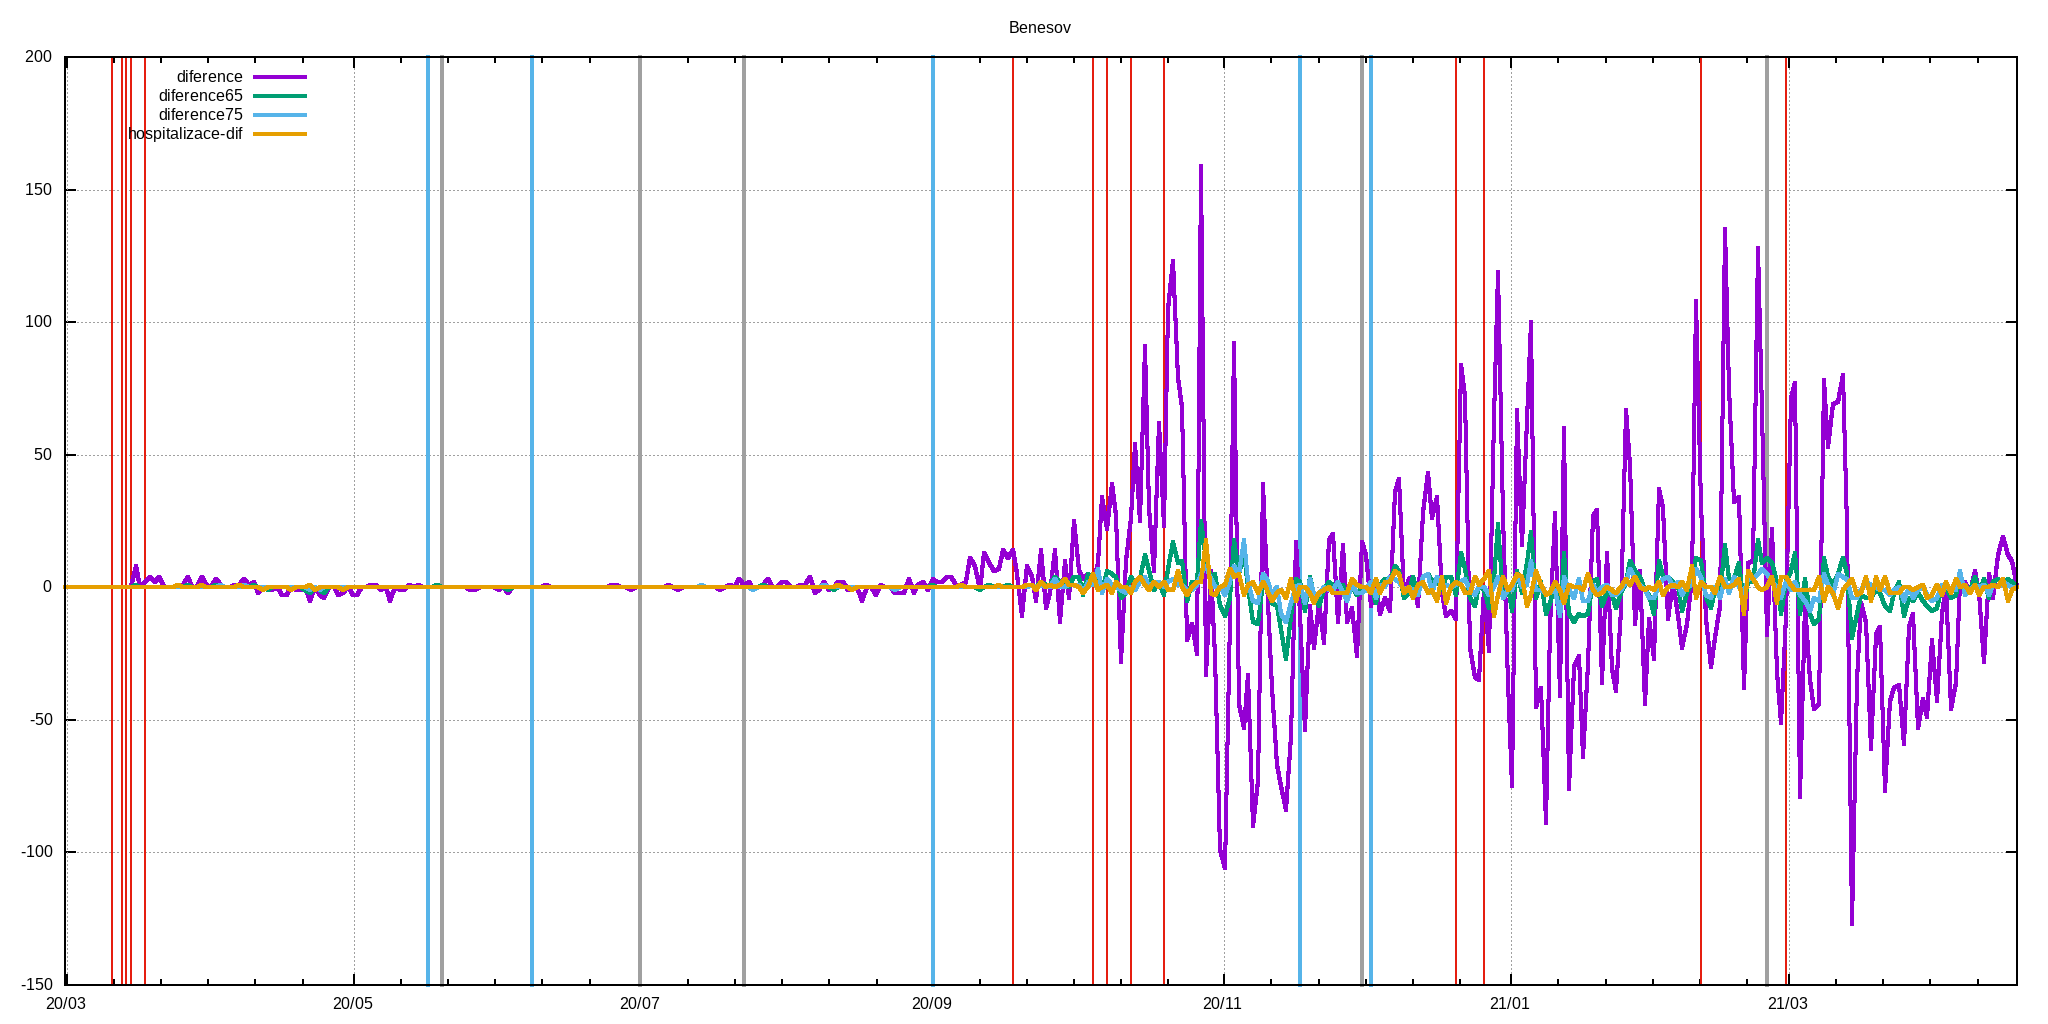 Benesov
200
diference
diference65
diference75
hospitalizace-dif
150
100
50
0
-50
-100
-150
20/03 20/05 20/07 20/09 20/11 21/01 21/03